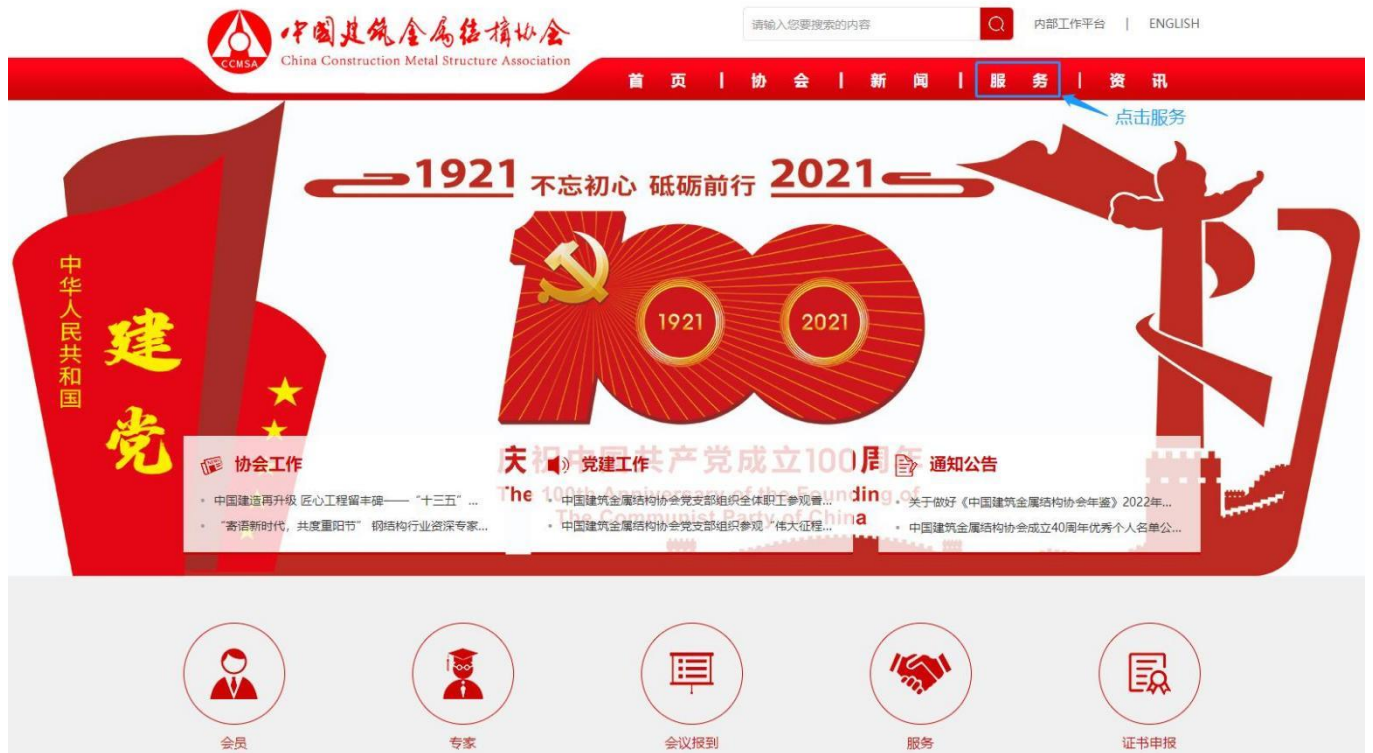 中国建筑金属结构协会
China Construction Metal Structure Association
CCMSA
请输入您要搜索的内容
内部工作平台 | ENGLISH
首 页 | 协 会 | 新 闻 | 服 务 | 资 讯
点击服务
1921 不忘初心 砥砺前行 2021
中华人民共和国
建党
1921
2021
庆祝中国共产党成立100周年
The 100th Anniversary of the Founding of
The Communist Party of China
协会工作
中国建造再升级 匠心工程留丰碑——“十三五” ...
“寄语新时代，共度重阳节” 钢结构行业资深专家...
党建工作
中国建筑金属结构协会党支部组织全体职工参观香...
中国建筑金属结构协会党支部组织参观“伟大征程...
通知公告
关于做好《中国建筑金属结构协会年鉴》2022年...
中国建筑金属结构协会成立40周年优秀个人名单公...
会员
专家
会议报到
服务
证书申报